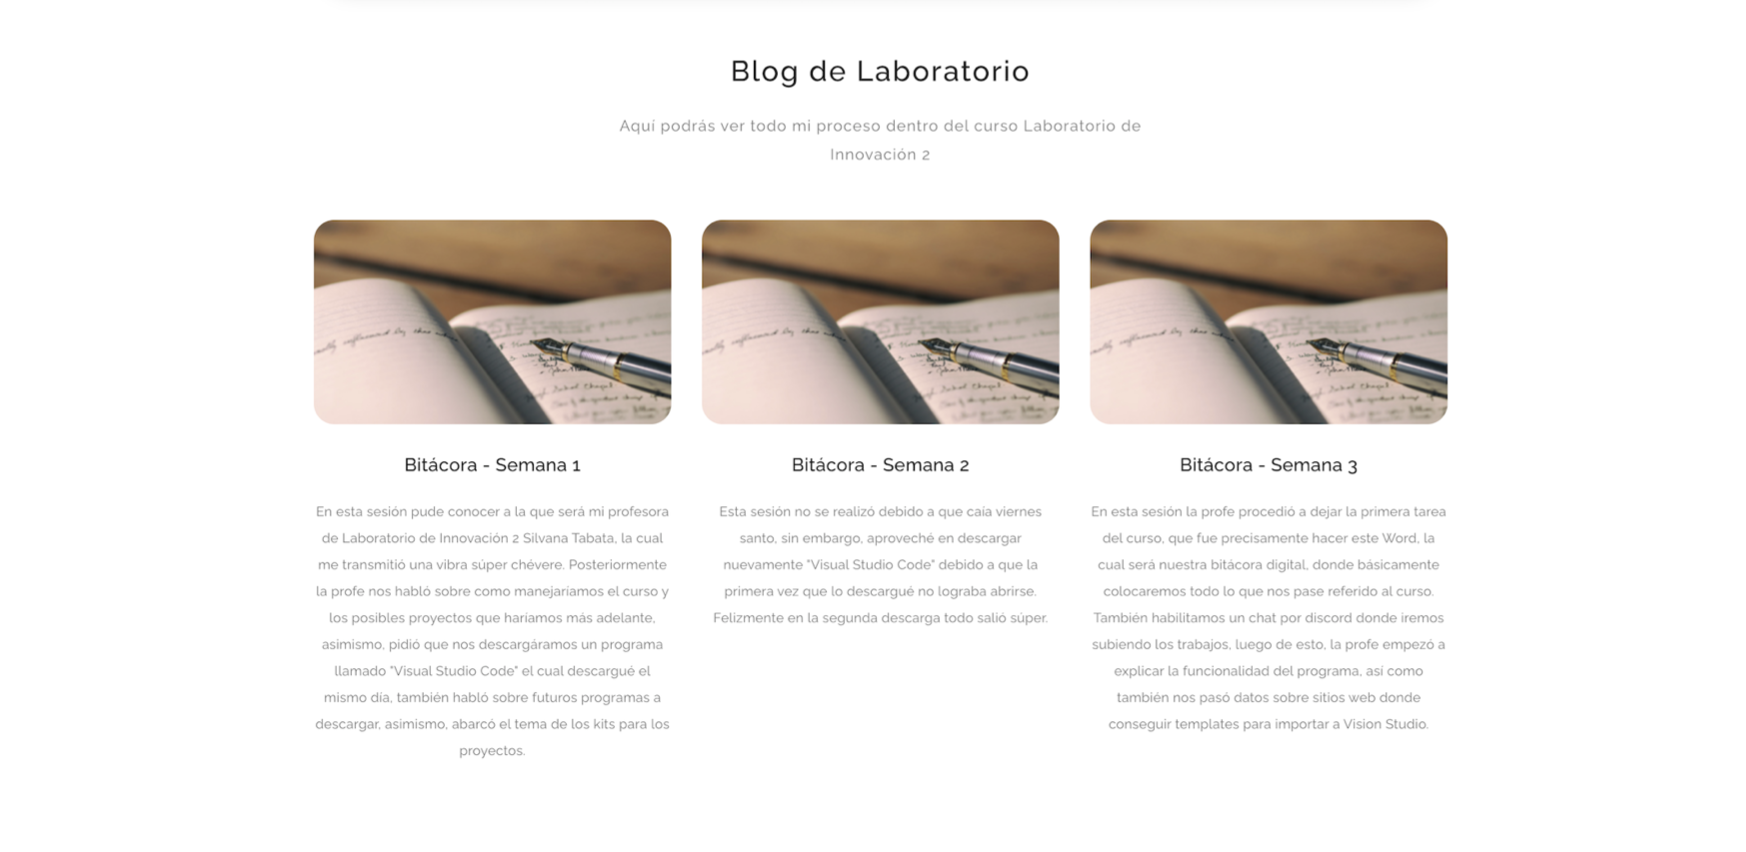 Blog de Laboratorio
Aquí podrás ver todo mi proceso dentro del curso Laboratorio de
Innovación 2
Bitácora - Semana 1
En esta sesión pude conocer a la que será mi profesora
de Laboratorio de Innovación 2 Silvana Tabata, la cual
me transmitió una vibra súper chévere. Posteriormente
la profe nos habló sobre como manejaríamos el curso y
los posibles proyectos que haríamos más adelante,
asimismo, pidió que nos descargáramos un programa
llamado "Visual Studio Code" el cual descargué el
mismo día, también habló sobre futuros programas a
descargar, asimismo, abarcó el tema de los kits para los
proyectos.
Bitácora - Semana 2
Esta sesión no se realizó debido a que caía viernes
santo, sin embargo, aproveché en descargar
nuevamente "Visual Studio Code" debido a que la
primera vez que lo descargué no lograba abrirse.
Felizmente en la segunda descarga todo salió súper.
Bitácora - Semana 3
En esta sesión la profe procedió a dejar la primera tarea
del curso, que fue precisamente hacer este Word, la
cual será nuestra bitácora digital, donde básicamente
colocaremos todo lo que nos pase referido al curso.
También habilitamos un chat por discord donde iremos
subiendo los trabajos, luego de esto, la profe empezó a
explicar la funcionalidad del programa, así como
también nos pasó datos sobre sitios web donde
conseguir templates para importar a Vision Studio.